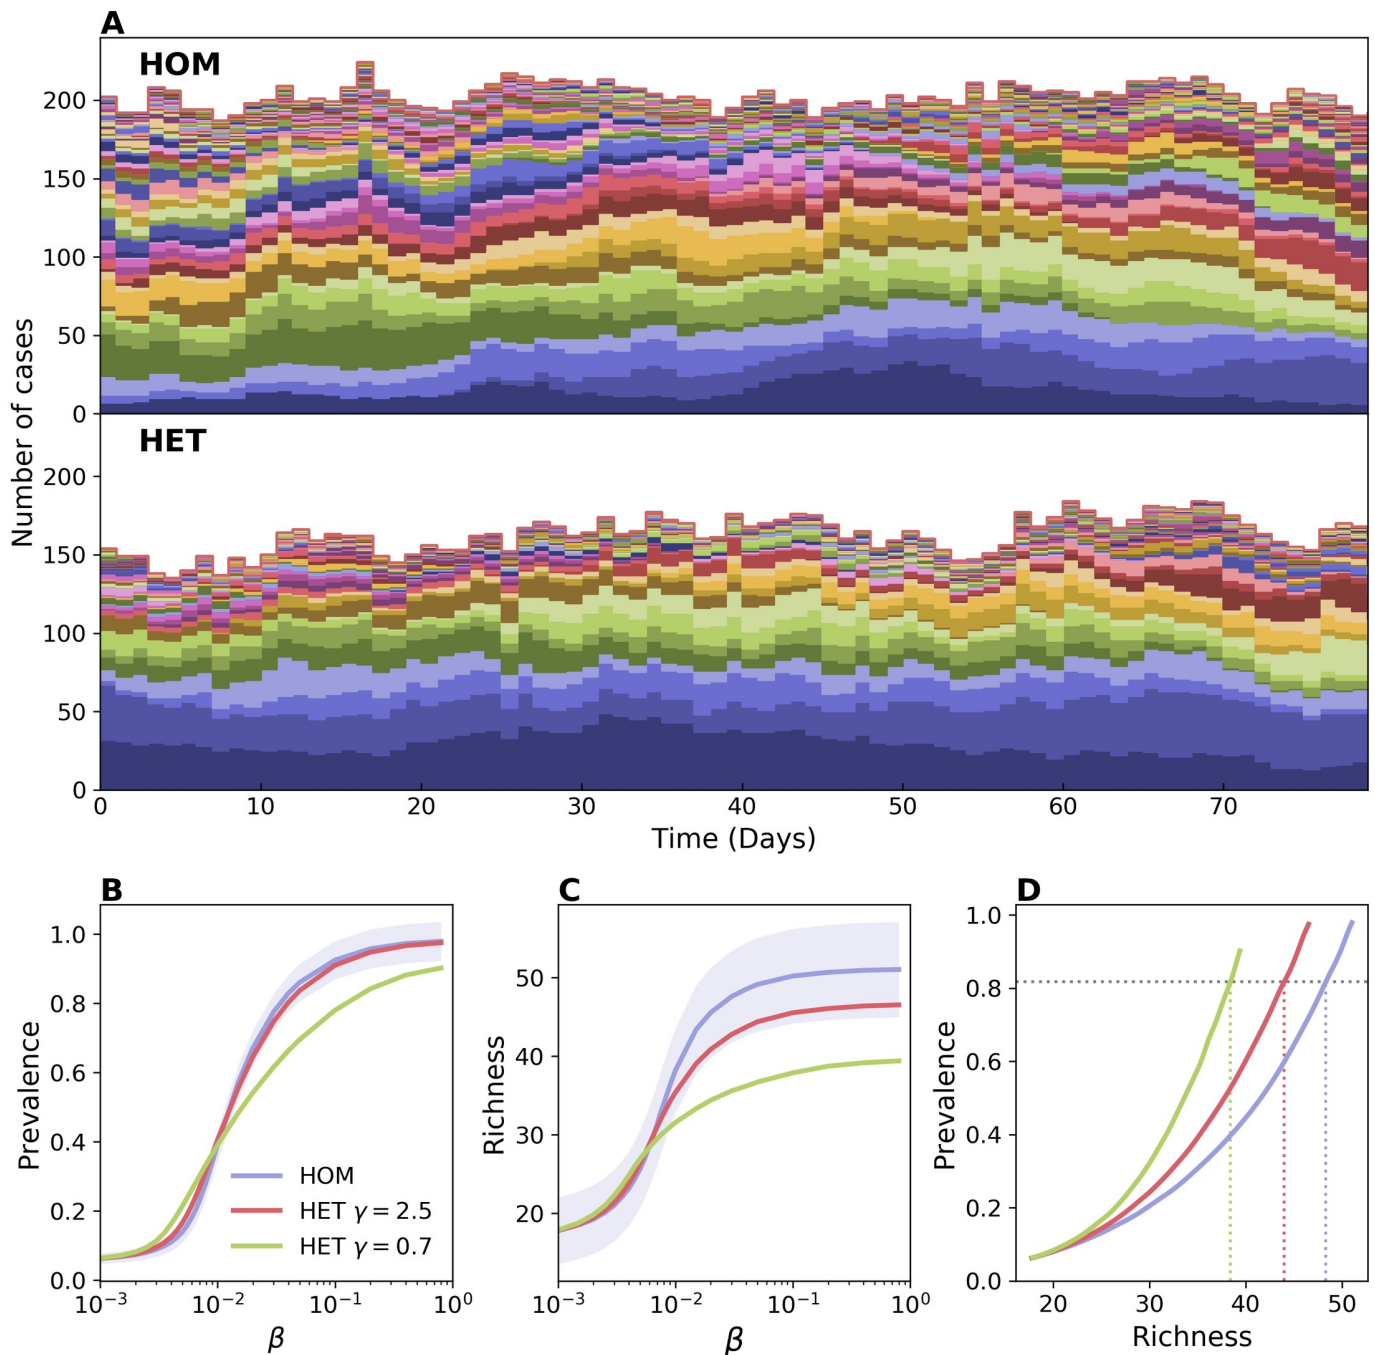 A
HOM
200
150
100
50
0
HET
200
150
100
50
0
Number of cases
0 10 20 30 40 50 60 70
Time (Days)
B
1.0
0.8
0.6
0.4
0.2
0.0
Prevalence
HOM
HET γ = 2.5
HET γ = 0.7
10⁻³ 10⁻² 10⁻¹ 10⁰
β
C
50
40
30
20
Richness
10⁻³ 10⁻² 10⁻¹ 10⁰
β
D
1.0
0.8
0.6
0.4
0.2
0.0
Prevalence
20 30 40 50
Richness